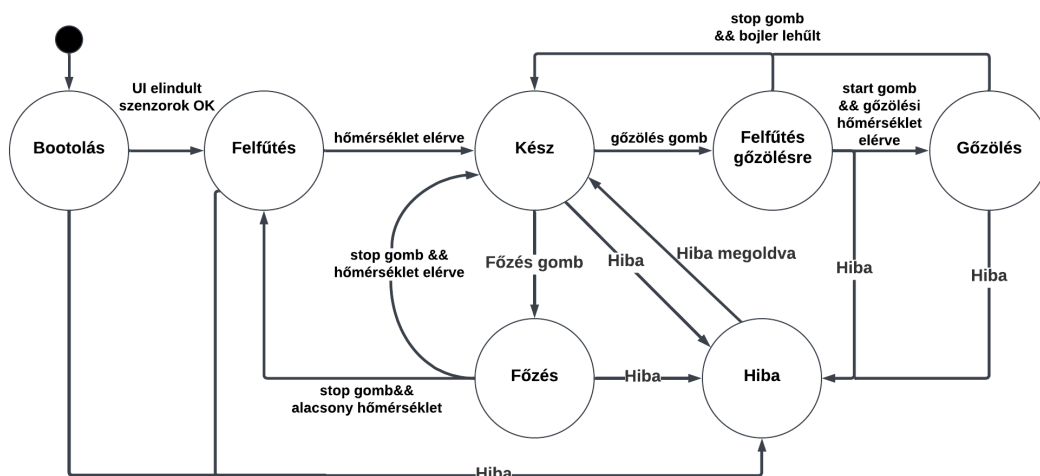 stop gomb
&& bojler lehűlt
UI elindult
szenzorok OK
start gomb
&& gőzölési
hőmérséklet
elérve
Bootolás
Felfűtés
hőmérséklet elérve
Kész
gőzölés gomb
Felfűtés
gőzölésre
Gőzölés
stop gomb &&
hőmérséklet elérve
Főzés gomb
Hiba
Hiba megoldva
Hiba
Hiba
Főzés
Hiba
Hiba
stop gomb&&
alacsony hőmérséklet
Hiba